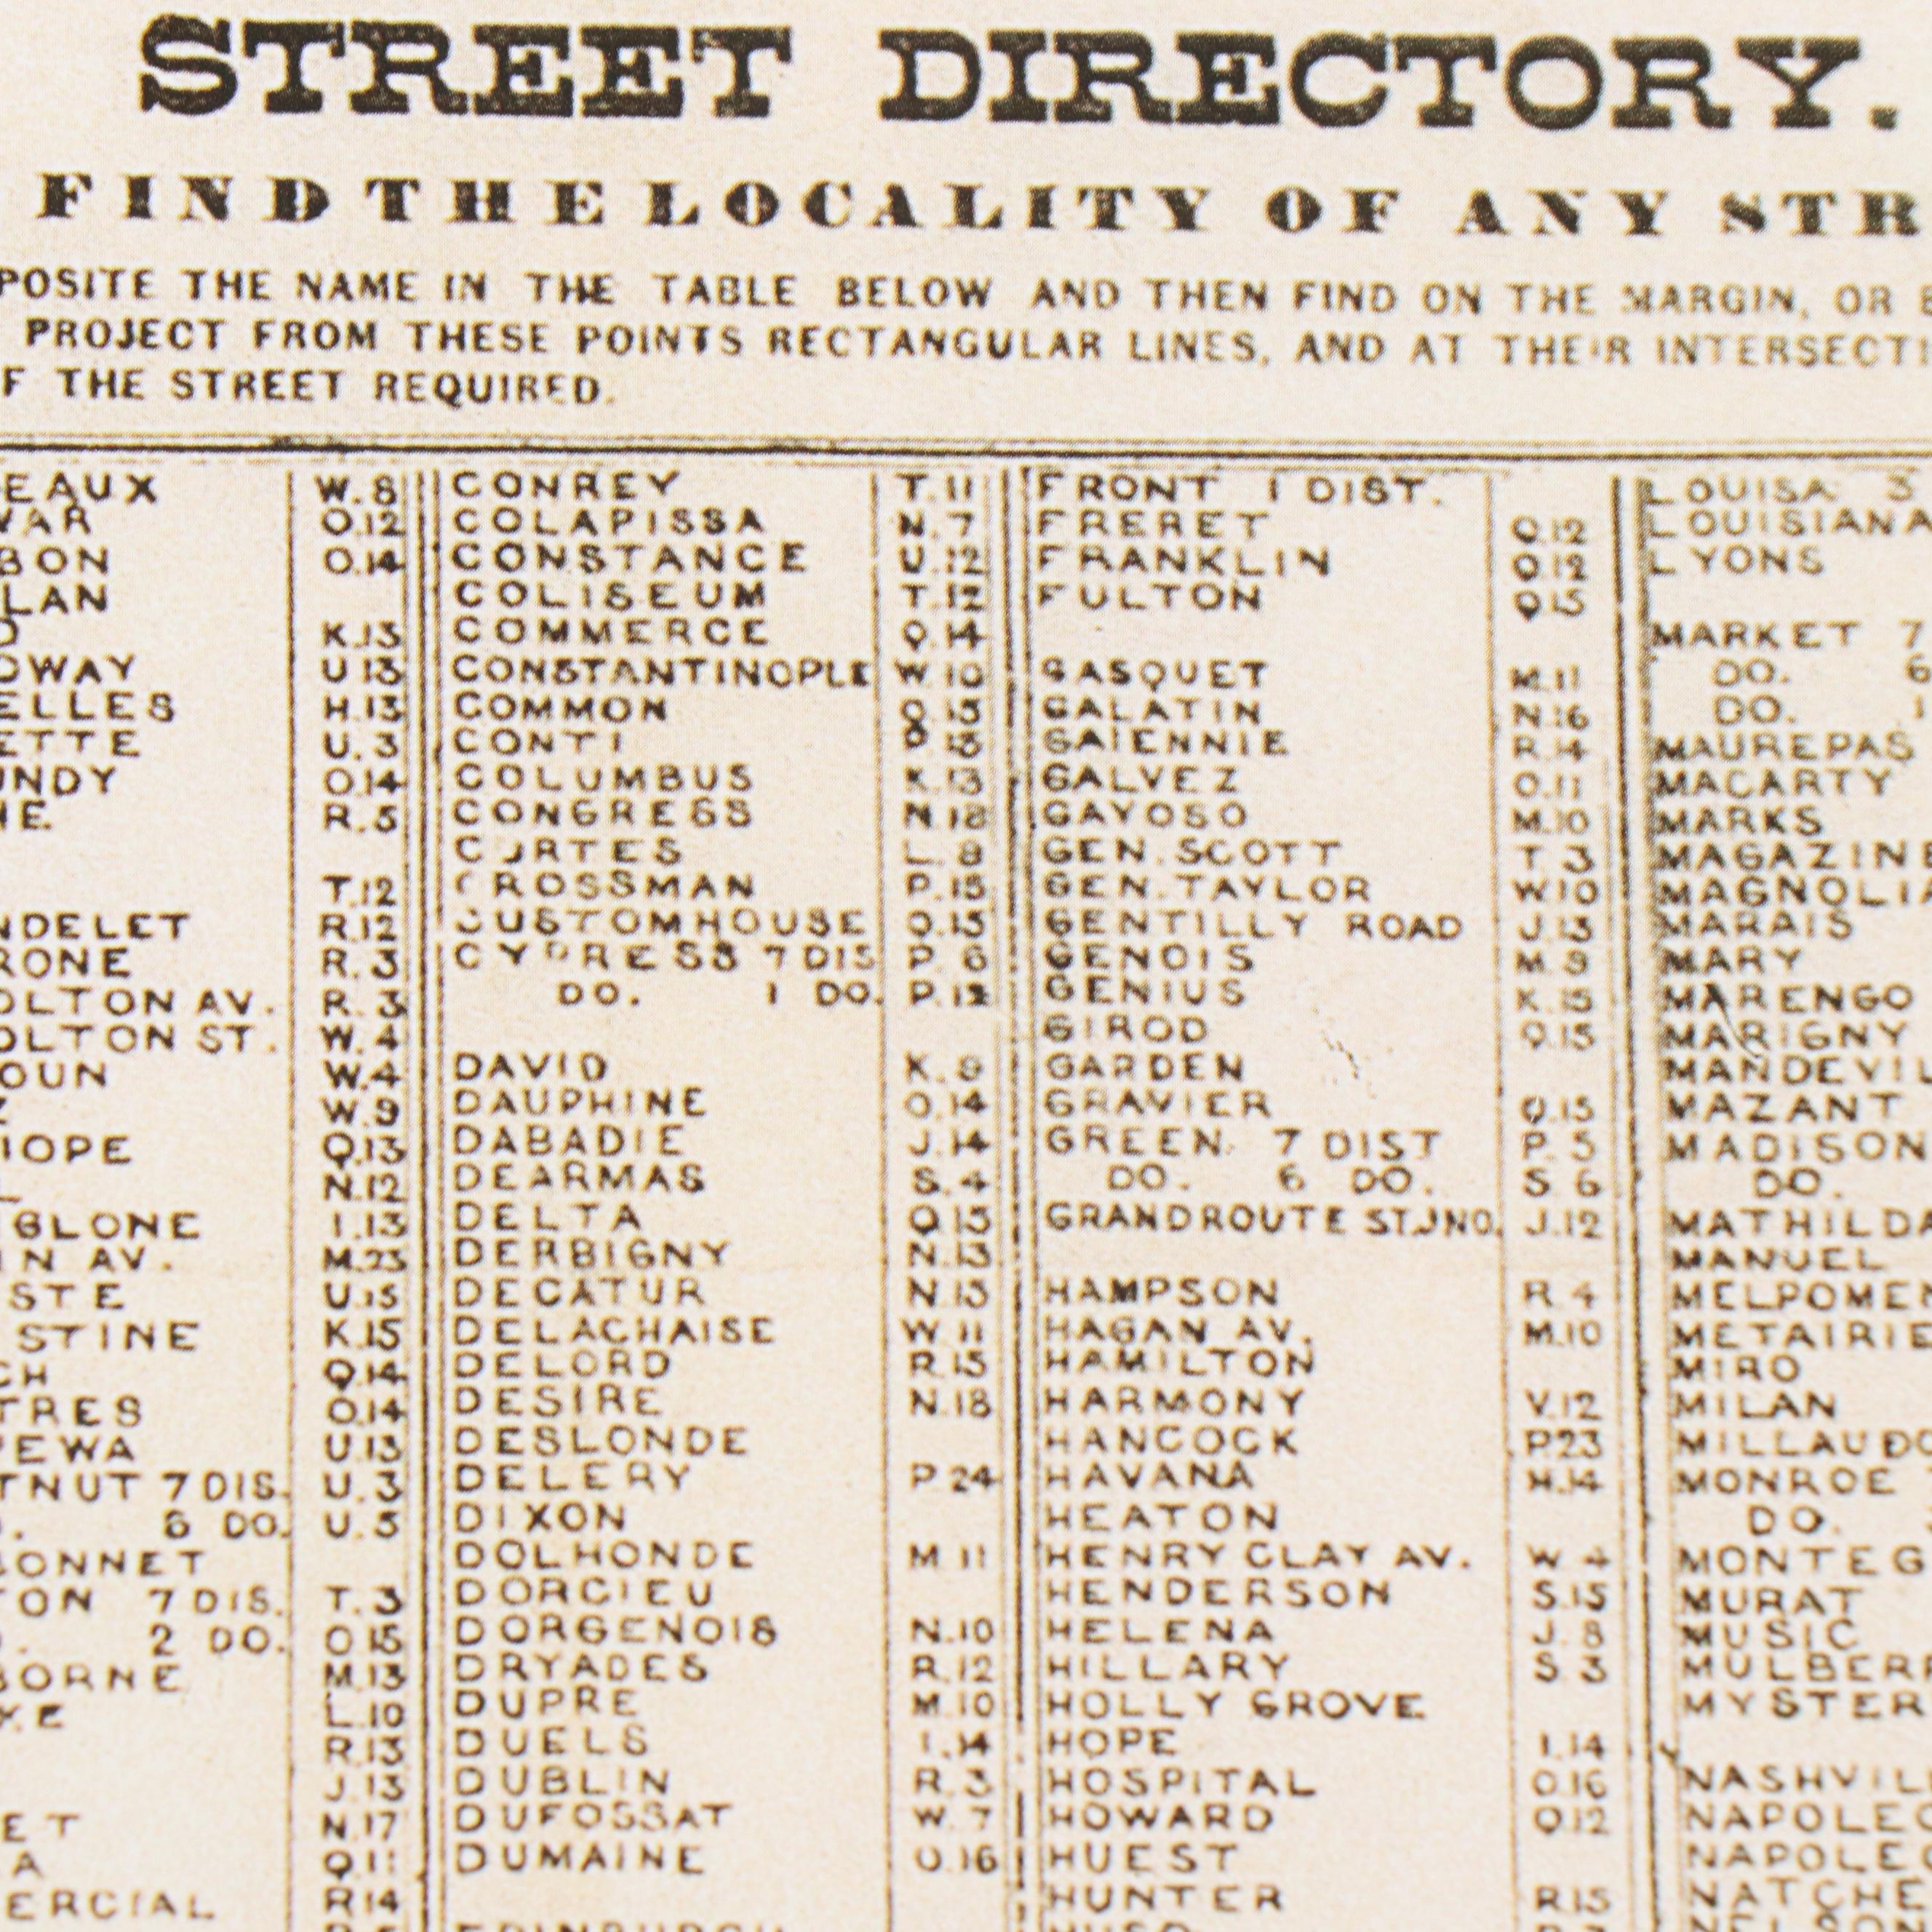 STREET DIRECTORY.
FIND THE LOCALITY OF ANY STR
POSITE THE NAME IN THE TABLE BELOW AND THEN FIND ON THE MARGIN, OR
PROJECT FROM THESE POINTS RECTANGULAR LINES, AND AT THEIR INTERSECTI
F THE STREET REQUIRED.
EAUX W.8
VAR O.12
BON O.14
LAN
K.13
DWAY U.13
ELLES H.13
ETTE U.3
UNDY O.14
NE R.5
T.12
NDELET R.12
RONE R.3
OLTON AV. R.3
OLTON ST. W.4
OUN W.4
W.9
IOPE Q.13
N.12
GLONE I.13
IN AV. M.23
STE U.15
STINE K.15
CH Q.14
TRES O.14
EWA U.13
TNUT 7 DIS. U.3
6 DO. U.5
ONNET
TON 7 DIS. T.3
2 DO. O.15
BORNE M.13
KE L.10
R.13
J.13
ET N.17
A Q.11
ERCIAL R14
CONREY T.11
COLAPISSA N.7
CONSTANCE U.12
COLISEUM T.12
COMMERCE Q.14
CONSTANTINOPLE W.10
COMMON
CONTI
COLUMBUS K.13
CONGRESS N.18
CURTES L.8
CROSSMAN P.15
CUSTOMHOUSE O.15
CYPRESS 7 DIS P.6
DO. 1 DO. P.12
DAVID K.9
DAUPHINE O.14
DABADIE J.14
DEARMAS S.4
DELTA Q.15
DERBIGNY N.13
DECATUR N.15
DELACHAISE W.11
DELORD R.15
DESIRE N.18
DESLONDE
DELERY P.24
DIXON
DOLHONDE M.11
DORCIEU
DORGENOIS N.10
DRYADES R.12
DUPRE M.10
DUELS I.14
DUBLIN R.3
DUFOSSAT W.7
DUMAINE O.16
EDINBURGH
FRONT 1 DIST.
FRERET Q.12
FRANKLIN
FULTON
GASQUET M.11
GALATIN N.16
GAIENNIE R.14
GALVEZ O.11
GAYOSO M.10
GEN. SCOTT T.3
GEN. TAYLOR W.10
GENTILLY ROAD J.13
GENOIS M.9
GENIUS
GIROD Q.15
GARDEN
GRAVIER Q.15
GREEN. 7 DIST P.5
DO. 6 DO. S.6
GRANDROUTE ST.JNO. J.12
HAMPSON R.4
HAGAN AV. M.10
HAMILTON
HARMONY V.12
HANCOCK P.23
HAVANA H.14
HEATON
HENRY CLAY AV. W.4
HENDERSON S.15
HELENA J.8
HILLARY S.3
HOLLY GROVE
HOPE I.14
HOSPITAL O.16
HOWARD Q.12
HUEST
HUNTER R.15
LOUISA 3
LOUISIANA
LYONS
MARKET 7
DO. 6
DO. 1
MAUREPAS
MACARTY
MARKS
MAGAZINE
MAGNOLIA
MARAIS
MARY
MARENGO
MARIGNY
MANDEVIL
MAZANT
MADISON
DO.
MATHILDA
MANUEL
MELPOMEN
METAIRIE
MIRO
MILAN
MILLAUDO
MONROE
DO.
MONTEG
MURAT
MUSIC
MULBERR
MYSTER
NASHVIL
NAPOLEO
NAPOLEO
NATCHE